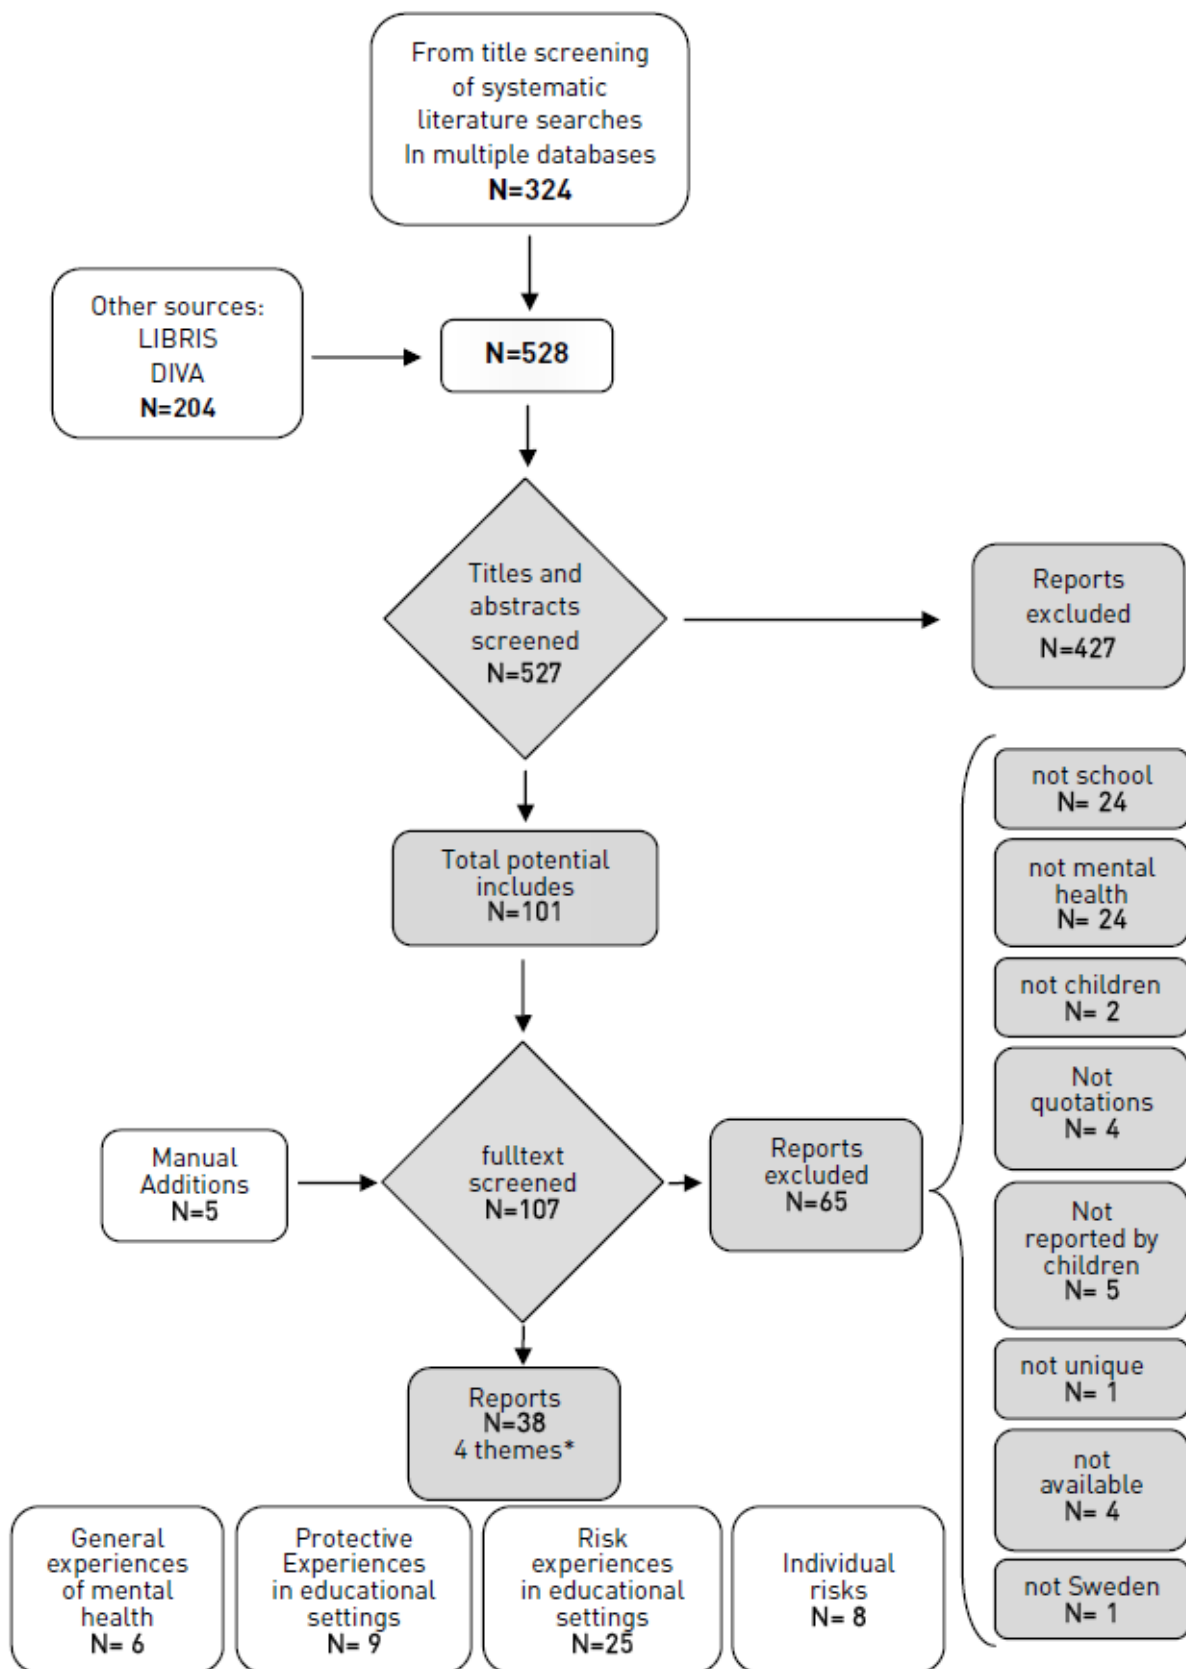 From title screening
of systematic
literature searches
In multiple databases
N=324
Other sources:
LIBRIS
DIVA
N=204
N=528
Titles and
abstracts
screened
N=527
Reports
excluded
N=427
Total potential
includes
N=101
Manual
Additions
N=5
fulltext
screened
N=107
Reports
excluded
N=65
not school
N= 24
not mental
health
N= 24
not children
N= 2
Not
quotations
N= 4
Not
reported by
children
N= 5
not unique
N= 1
not
available
N= 4
not Sweden
N= 1
Reports
N=38
4 themes*
General
experiences
of mental
health
N= 6
Protective
Experiences
in educational
settings
N= 9
Risk
experiences
in educational
settings
N=25
Individual
risks
N= 8